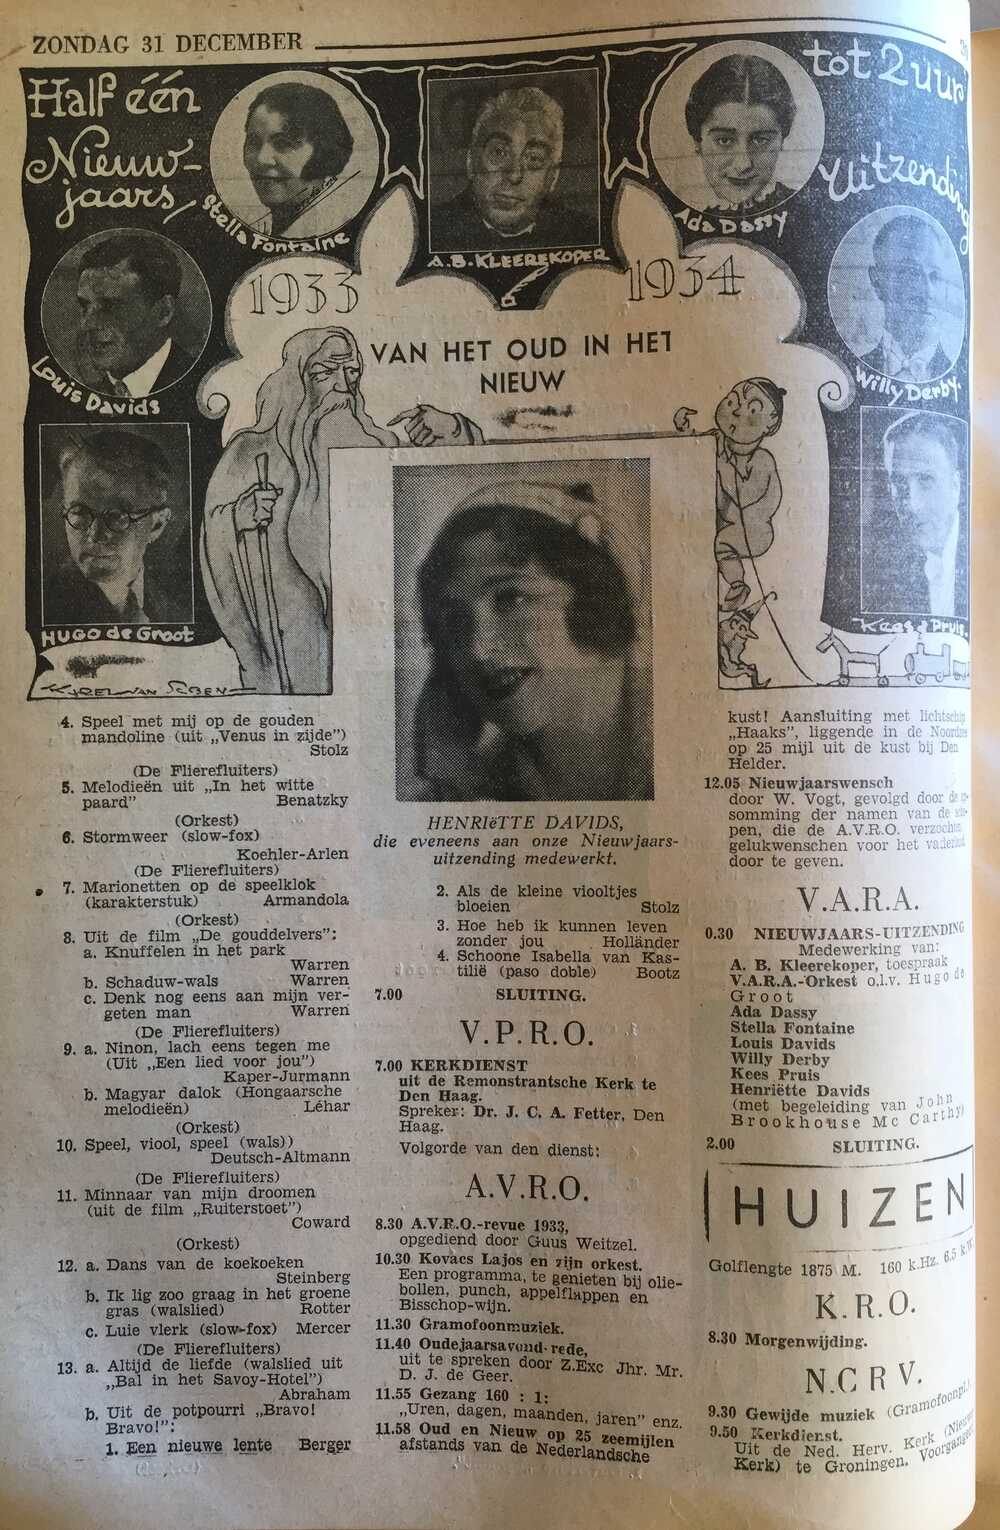 ZONDAG 31 DECEMBER
Half één
Nieuw-
jaars
tot 2 uur
Uitzending
Stella Fontaine
A.B. KLEEREKOPER
Ada Dassy
1933
1934
Louis Davids
Willy Derby.
VAN HET OUD IN HET
NIEUW
HUGO de Groot
Kees Pruis.
4. Speel met mij op de gouden
mandoline (uit „Venus in zijde")
Stolz
(De Flierefluiters)
5. Melodieën uit „In het witte
paard" Benatzky
(Orkest)
6. Stormweer (slow-fox)
Koehler-Arlen
(De Flierefluiters)
7. Marionetten op de speelklok
(karakterstuk) Armandola
(Orkest)
8. Uit de film „De gouddelvers":
a. Knuffelen in het park
Warren
b. Schaduw-wals Warren
c. Denk nog eens aan mijn ver-
geten man Warren
(De Flierefluiters)
9. a. Ninon, lach eens tegen me
(Uit „Een lied voor jou")
Kaper-Jurmann
b. Magyar dalok (Hongaarsche
melodieën) Léhar
(Orkest)
10. Speel, viool, speel (wals))
Deutsch-Altmann
(De Flierefluiters)
11. Minnaar van mijn droomen
(uit de film „Ruiterstoet")
Coward
(Orkest)
12. a. Dans van de koekoeken
Steinberg
b. Ik lig zoo graag in het groene
gras (walslied) Rotter
c. Luie vlerk (slow-fox) Mercer
(De Flierefluiters)
13. a. Altijd de liefde (walslied uit
„Bal in het Savoy-Hotel")
Abraham
b. Uit de potpourri „Bravo!
Bravo!":
1. Een nieuwe lente Berger
HENRIëTTE DAVIDS,
die eveneens aan onze Nieuwjaars-
uitzending medewerkt.
2. Als de kleine viooltjes
bloeien Stolz
3. Hoe heb ik kunnen leven
zonder jou Holländer
4. Schoone Isabella van Kas-
tilië (paso doble) Bootz
7.00 SLUITING.
V.P.R.O.
7.00 KERKDIENST
uit de Remonstrantsche Kerk te
Den Haag.
Spreker: Dr. J. C. A. Fetter, Den
Haag.
Volgorde van den dienst:
A.V.R.O.
8.30 A.V.R.O.-revue 1933,
opgediend door Guus Weitzel.
10.30 Kovacs Lajos en zijn orkest.
Een programma, te genieten bij olie-
bollen, punch, appelflappen en
Bisschop-wijn.
11.30 Gramofoonmuziek.
11.40 Oudejaarsavond-rede,
uit te spreken door Z.Exc Jhr. Mr.
D. J. de Geer.
11.55 Gezang 160 : 1:
„Uren, dagen, maanden, jaren" enz.
11.58 Oud en Nieuw op 25 zeemijlen
afstands van de Nederlandsche
kust! Aansluiting met lichtschip
„Haaks", liggende in de Noordzee
op 25 mijl uit de kust bij Den
Helder.
12.05 Nieuwjaarswensch
door W. Vogt, gevolgd door de op-
somming der namen van de sche-
pen, die de A.V.R.O. verzochten
gelukwenschen voor het vaderland
door te geven.
V.A.R.A.
0.30 NIEUWJAARS-UITZENDING
Medewerking van:
A. B. Kleerekoper, toespraak
V.A.R.A.-Orkest o.l.v. Hugo de
Groot
Ada Dassy
Stella Fontaine
Louis Davids
Willy Derby
Kees Pruis
Henriëtte Davids
(met begeleiding van John
Brookhouse Mc Carthy)
2.00 SLUITING.
HUIZEN
Golflengte 1875 M. 160 k.Hz. 6.5 k.W.
K.R.O.
8.30 Morgenwijding.
N.C R V.
9.30 Gewijde muziek (Gramofoonpl.).
9.50 Kerkdienst.
Uit de Ned. Herv. Kerk (Nieuwe
Kerk) te Groningen. Voorganger: